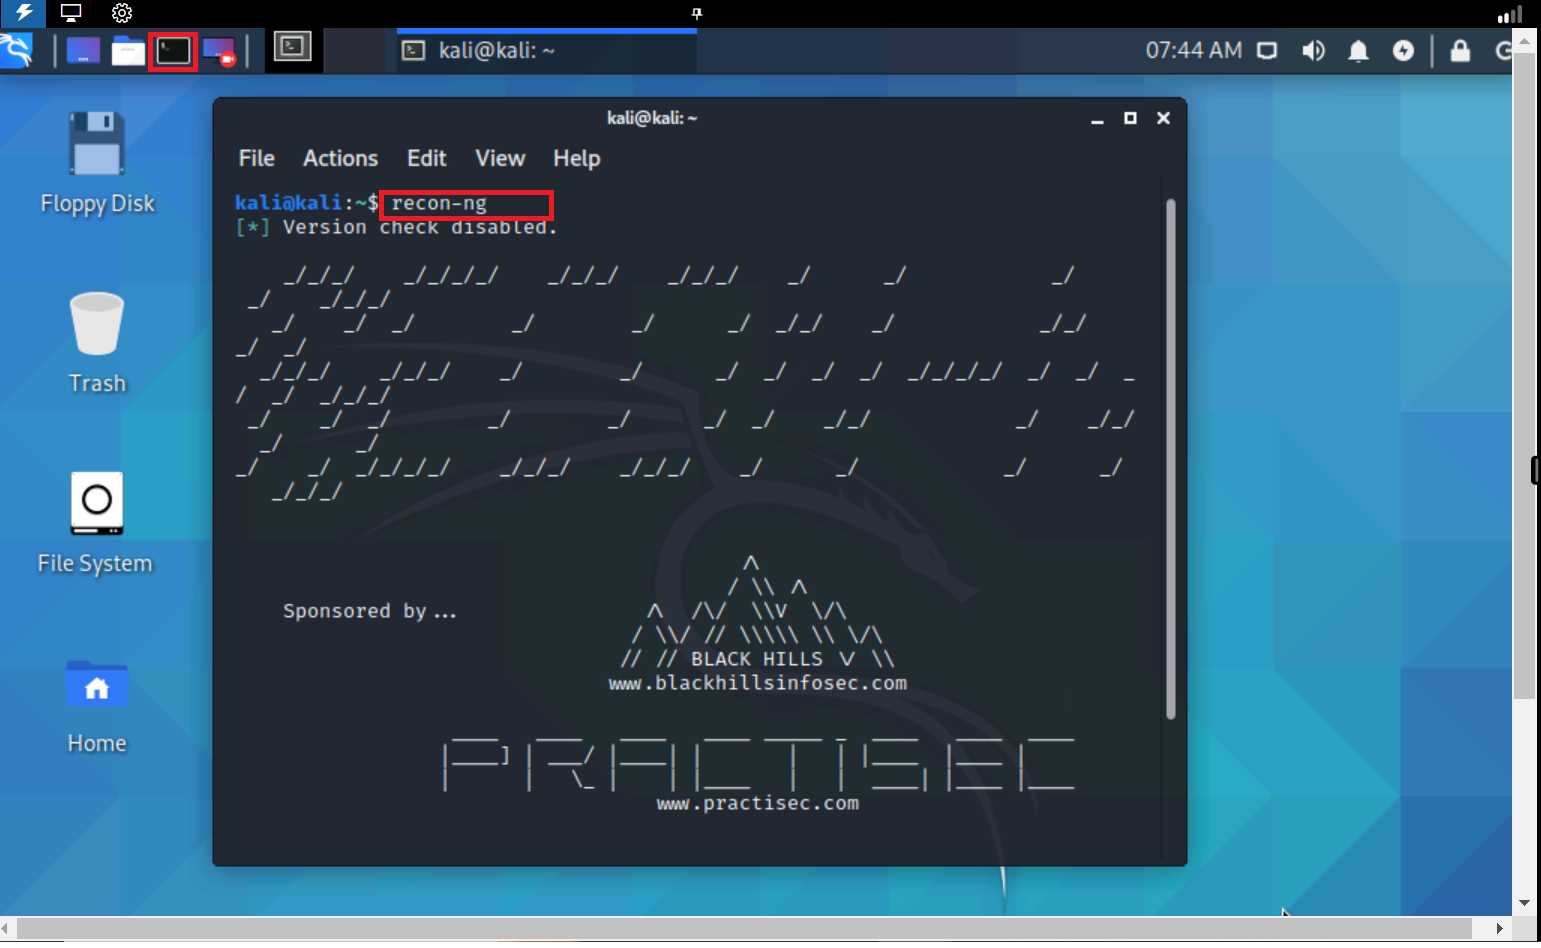 kali@kali: ~
07:44 AM
kali@kali: ~
File Actions Edit View Help
kali@kali:~$ recon-ng
[*] Version check disabled.
    _/_/_/    _/_/_/_/    _/_/_/    _/_/_/    _/      _/            _/
 _/     _/_/_/
   _/    _/  _/        _/        _/      _/  _/_/    _/            _/_/
_/  _/
  _/_/_/    _/_/_/    _/        _/       _/  _/  _/  _/  _/_/_/_/  _/  _/  _
/  _/  _/_/_/
 _/     _/  _/        _/        _/      _/  _/    _/_/            _/    _/_/
  _/      _/
_/    _/  _/_/_/_/    _/_/_/    _/_/_/    _/      _/            _/      _/
   _/_/_/
/\
/ \\ /\
Sponsored by ... /\ /\/ \\V \/\
/ \\/ // \\\\\ \\ \/\
// // BLACK HILLS \/ \\
www.blackhillsinfosec.com
PRACTISEC
www.practisec.com
Floppy Disk
Trash
File System
Home